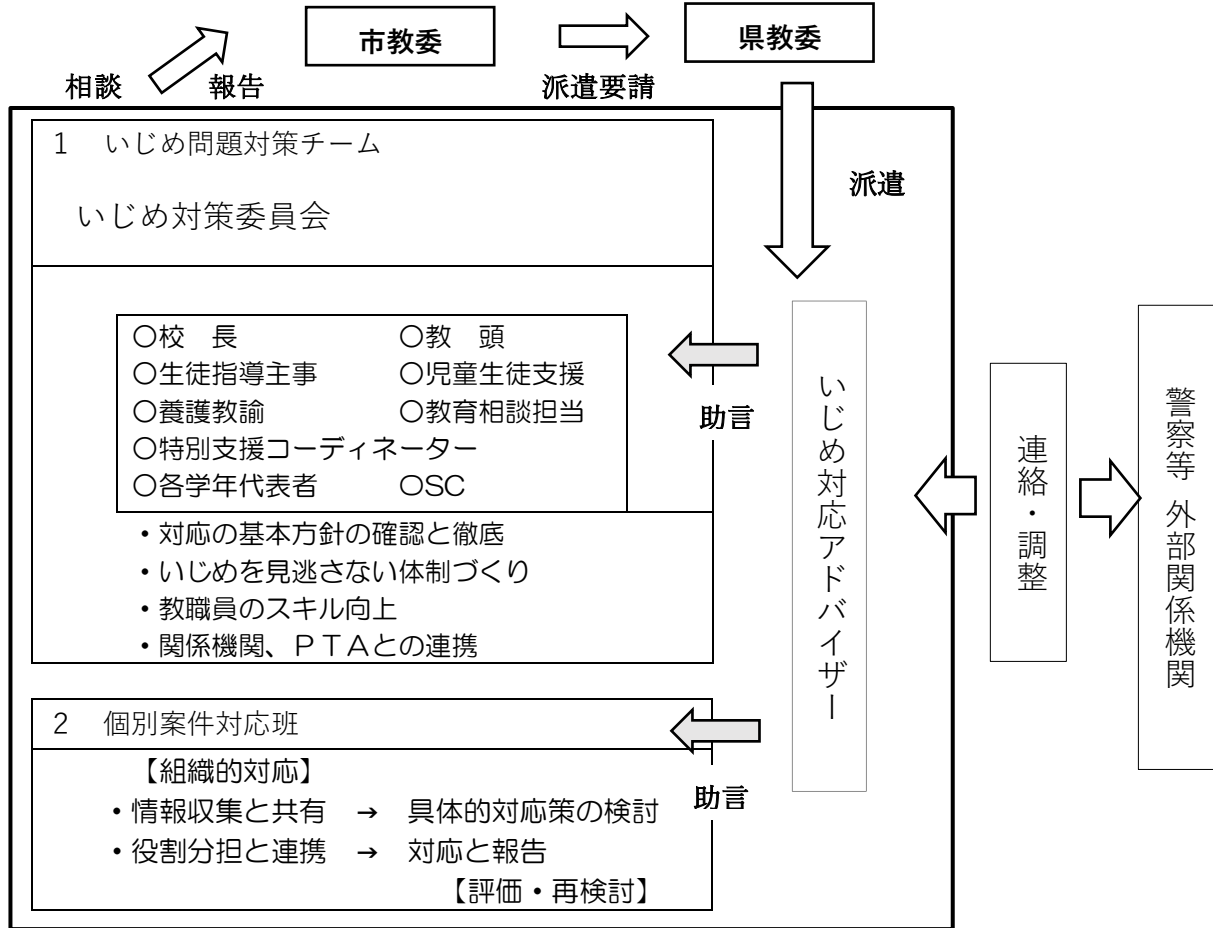 市教委
県教委
相談
報告
派遣要請
1　いじめ問題対策チーム
いじめ対策委員会
派遣
〇校　長　〇教　頭
〇生徒指導主事　〇児童生徒支援
〇養護教諭　〇教育相談担当
〇特別支援コーディネーター
〇各学年代表者　〇SC
助言
・対応の基本方針の確認と徹底
・いじめを見逃さない体制づくり
・教職員のスキル向上
・関係機関、ＰＴＡとの連携
2　個別案件対応班
【組織的対応】
・情報収集と共有　→　具体的対応策の検討
・役割分担と連携　→　対応と報告
【評価・再検討】
助言
いじめ対応アドバイザー
連絡・調整
警察等 外部関係機関